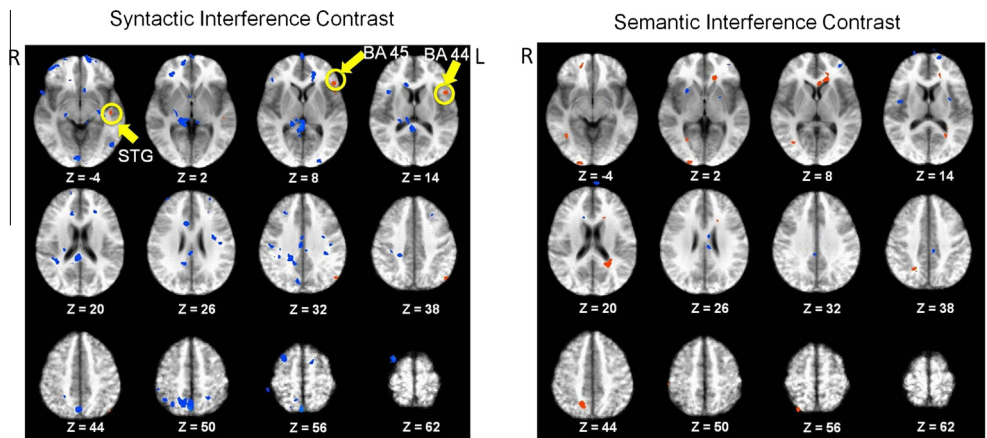 Syntactic Interference Contrast
R
BA 45
BA 44
L
STG
Z = -4
Z = 2
Z = 8
Z = 14
Z = 20
Z = 26
Z = 32
Z = 38
Z = 44
Z = 50
Z = 56
Z = 62
Semantic Interference Contrast
R
Z = -4
Z = 2
Z = 8
Z = 14
Z = 20
Z = 26
Z = 32
Z = 38
Z = 44
Z = 50
Z = 56
Z = 62